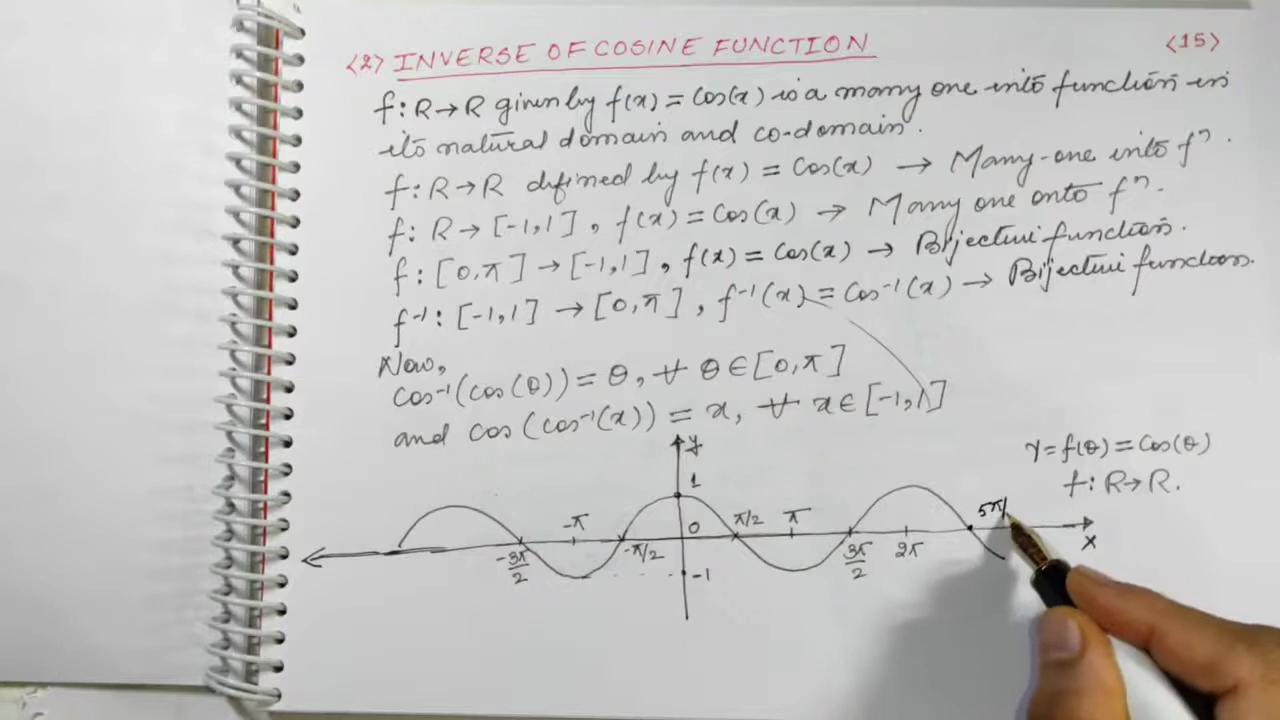 <2> INVERSE OF COSINE FUNCTION <15>
f: R→R given by f(x) = cos(x) is a many one into function in
its natural domain and co-domain.
f: R→R defined by f(x) = cos(x) → Many-one into fⁿ.
f: R→[-1,1], f(x) = cos(x) → Many one onto fⁿ.
f: [0,π]→[-1,1], f(x) = cos(x) → Bijective function.
f⁻¹: [-1,1]→[0,π], f⁻¹(x) = cos⁻¹(x) → Bijective function.
Now,
cos⁻¹(cos(θ)) = θ, ∀ θ∈[0,π]
and cos(cos⁻¹(x)) = x, ∀ x∈[-1,1]
y
Y=f(θ)=cos(θ)
f: R→R.
1
-π 0 π/2 π 5π/
-3π/2 -π/2 3π/2 2π X
-1